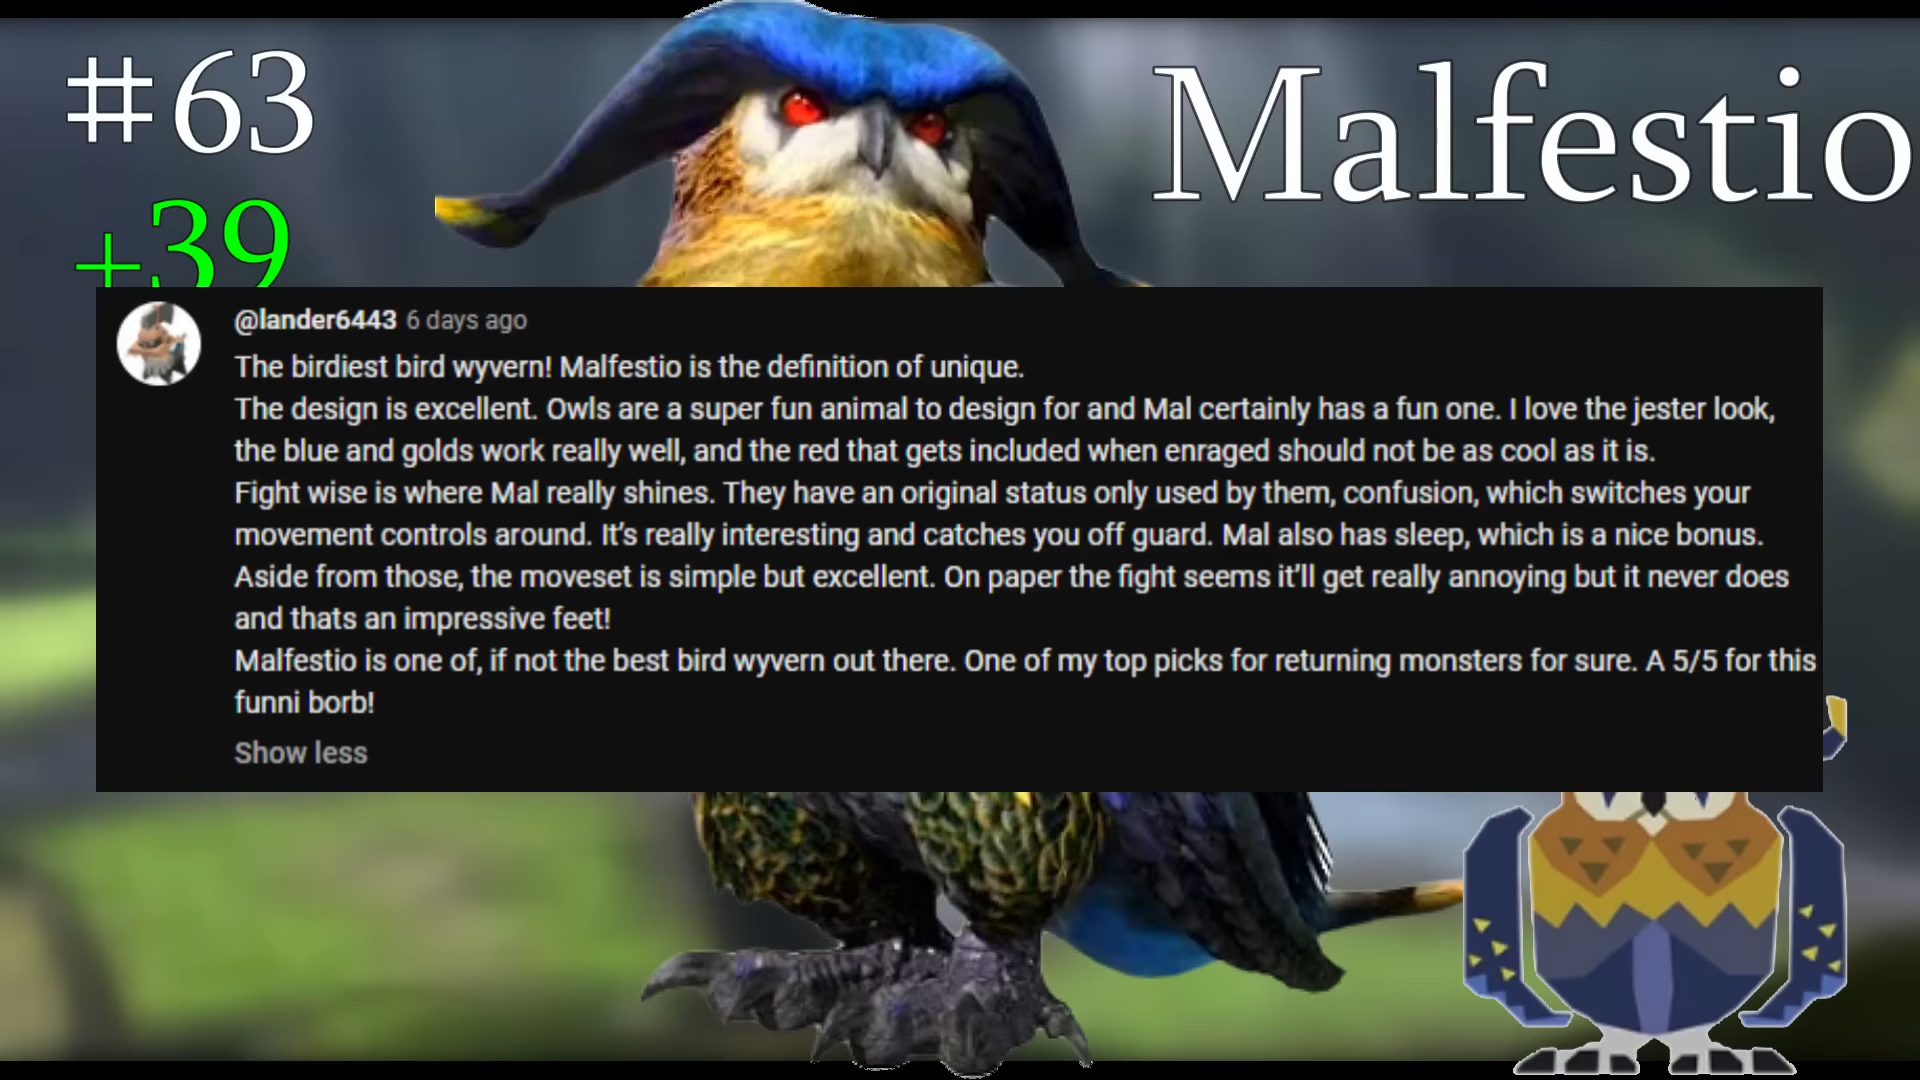 #63
Malfestio
+39
@lander6443 6 days ago
The birdiest bird wyvern! Malfestio is the definition of unique.
The design is excellent. Owls are a super fun animal to design for and Mal certainly has a fun one. I love the jester look,
the blue and golds work really well, and the red that gets included when enraged should not be as cool as it is.
Fight wise is where Mal really shines. They have an original status only used by them, confusion, which switches your
movement controls around. It’s really interesting and catches you off guard. Mal also has sleep, which is a nice bonus.
Aside from those, the moveset is simple but excellent. On paper the fight seems it’ll get really annoying but it never does
and thats an impressive feet!
Malfestio is one of, if not the best bird wyvern out there. One of my top picks for returning monsters for sure. A 5/5 for this
funni borb!
Show less